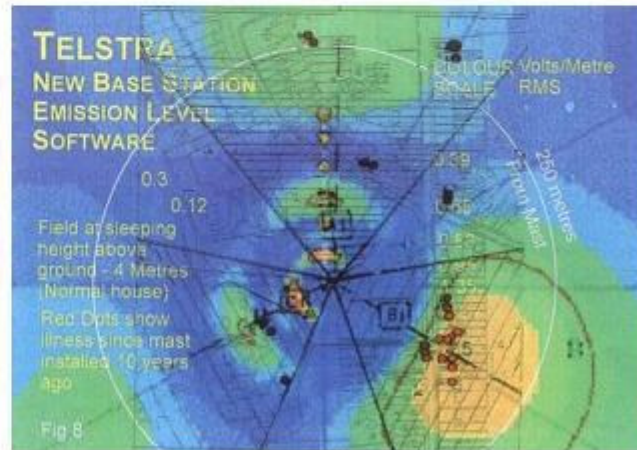 TELSTRA
NEW BASE STATION
EMISSION LEVEL
SOFTWARE
COLOUR Volts/Metre
SCALE RMS
0.39
0.3
0.12
250 metres
from Mast
Field at sleeping
height above
ground - 4 Metres
(Normal house)
Red Dots show
illness since mast
installed 10 years
ago
Fig 8